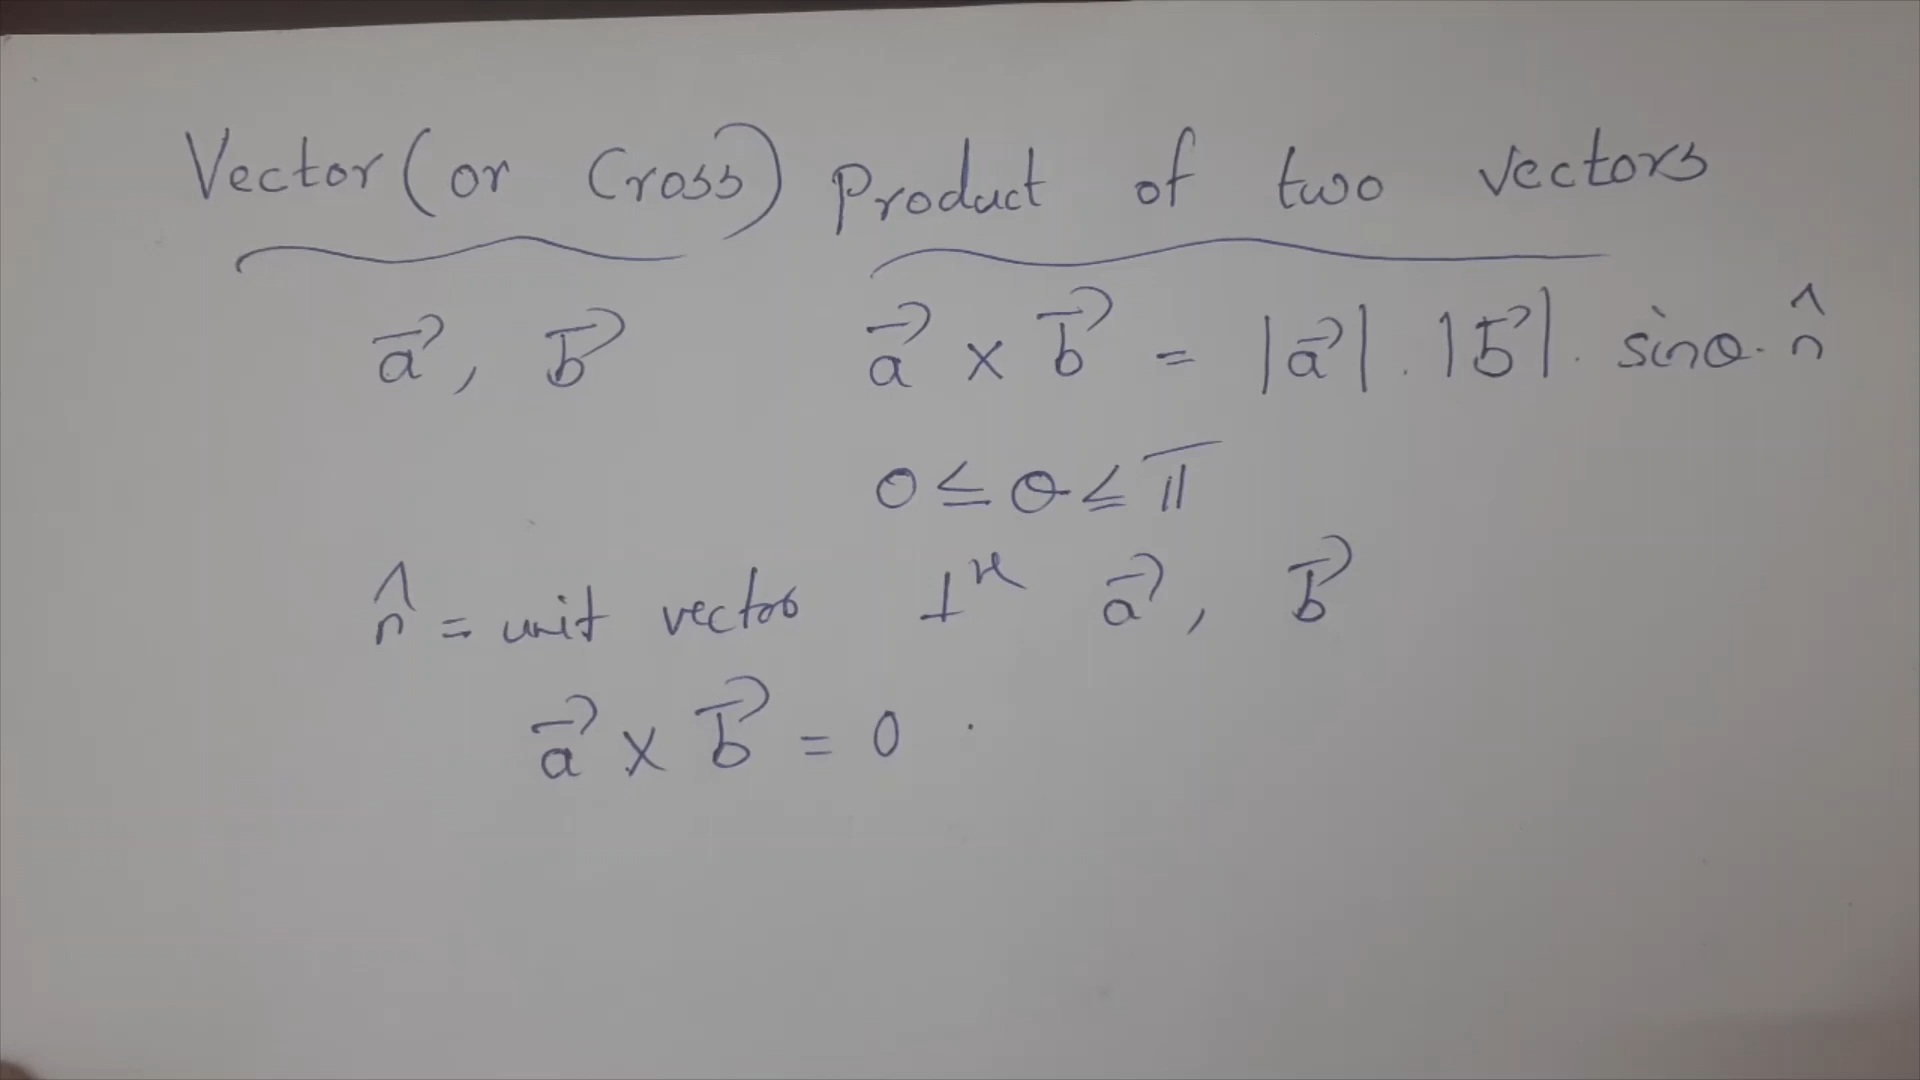 Vector (or Cross) Product of two vectors
a⃗, b⃗ a⃗ × b⃗ = |a⃗| . |b⃗| . sinθ . n̂
0 ≤ θ ≤ π
n̂ = unit vector ⊥r a⃗, b⃗
a⃗ × b⃗ = 0 .